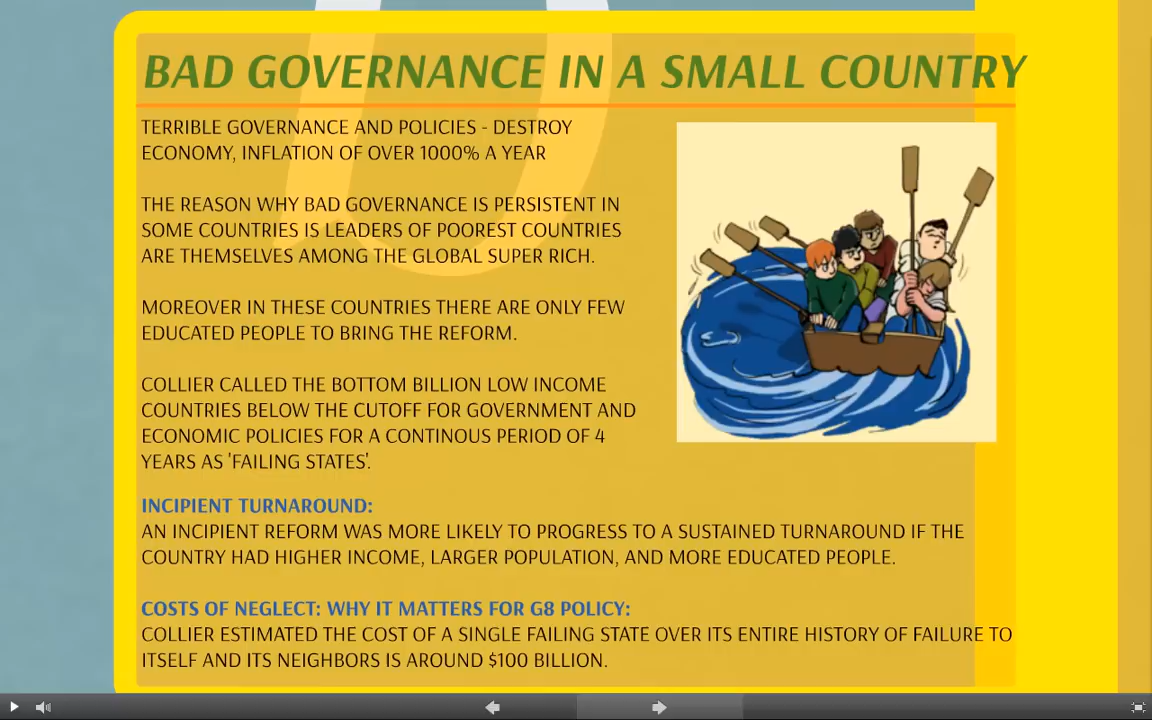 BAD GOVERNANCE IN A SMALL COUNTRY
TERRIBLE GOVERNANCE AND POLICIES - DESTROY
ECONOMY, INFLATION OF OVER 1000% A YEAR
THE REASON WHY BAD GOVERNANCE IS PERSISTENT IN
SOME COUNTRIES IS LEADERS OF POOREST COUNTRIES
ARE THEMSELVES AMONG THE GLOBAL SUPER RICH.
MOREOVER IN THESE COUNTRIES THERE ARE ONLY FEW
EDUCATED PEOPLE TO BRING THE REFORM.
COLLIER CALLED THE BOTTOM BILLION LOW INCOME
COUNTRIES BELOW THE CUTOFF FOR GOVERNMENT AND
ECONOMIC POLICIES FOR A CONTINOUS PERIOD OF 4
YEARS AS 'FAILING STATES'.
INCIPIENT TURNAROUND:
AN INCIPIENT REFORM WAS MORE LIKELY TO PROGRESS TO A SUSTAINED TURNAROUND IF THE
COUNTRY HAD HIGHER INCOME, LARGER POPULATION, AND MORE EDUCATED PEOPLE.
COSTS OF NEGLECT: WHY IT MATTERS FOR G8 POLICY:
COLLIER ESTIMATED THE COST OF A SINGLE FAILING STATE OVER ITS ENTIRE HISTORY OF FAILURE TO
ITSELF AND ITS NEIGHBORS IS AROUND $100 BILLION.